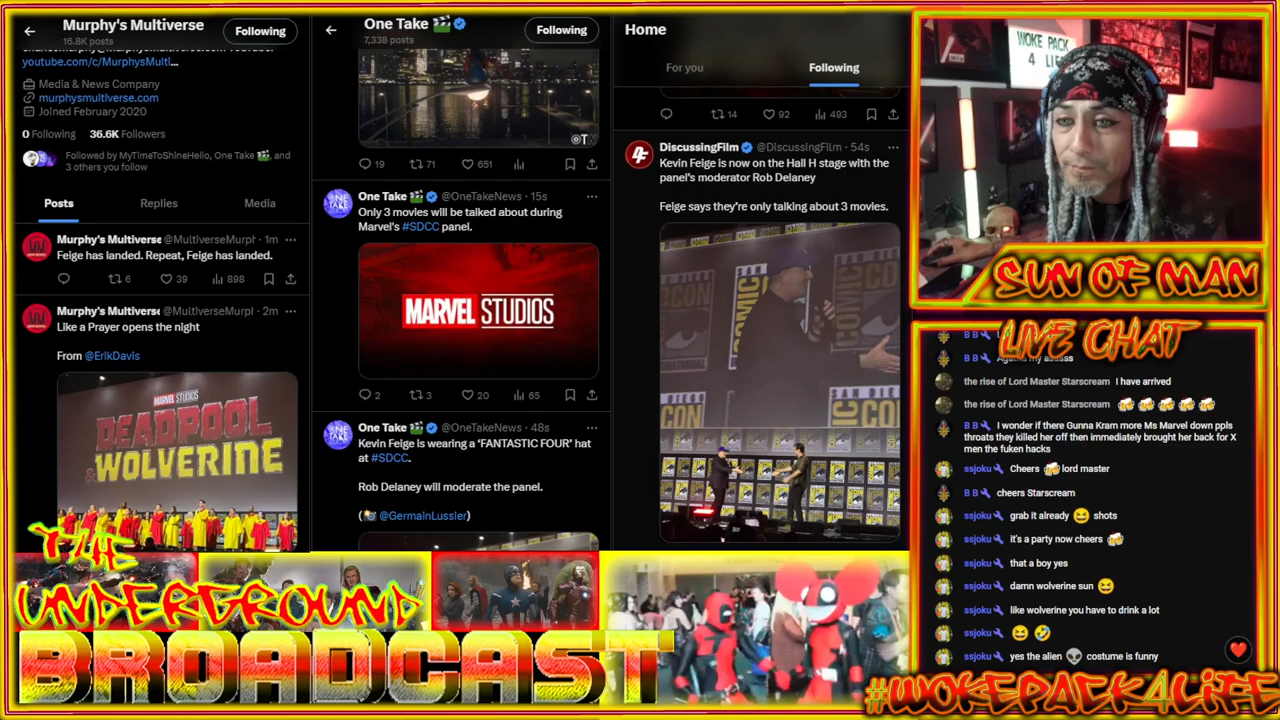 Murphy's Multiverse
16.8K posts
Following
youtube.com/c/MurphysMultl...
Media & News Company
murphysmultiverse.com
Joined February 2020
0 Following 36.6K Followers
Followed by MyTimeToShineHello, One Take 🎬, and
3 others you follow
Posts Replies Media
Murphy's Multiverse @MultiverseMurpl · 1m
Feige has landed. Repeat, Feige has landed.
6 39 898
Murphy's Multiverse @MultiverseMurpl · 2m
Like a Prayer opens the night
From @ErikDavis
MARVEL STUDIOS
DEADPOOL
& WOLVERINE
One Take 🎬
7,338 posts
Following
19 71 651
One Take 🎬 @OneTakeNews · 15s
Only 3 movies will be talked about during
Marvel's #SDCC panel.
MARVEL STUDIOS
2 3 20 65
One Take 🎬 @OneTakeNews · 48s
Kevin Feige is wearing a 'FANTASTIC FOUR' hat
at #SDCC.
Rob Delaney will moderate the panel.
(📸 @GermainLussier)
Home
For you Following
14 92 493
DiscussingFilm @DiscussingFilm · 54s
Kevin Feige is now on the Hall H stage with the
panel's moderator Rob Delaney
Feige says they're only talking about 3 movies.
WOKE PACK
4 LIFE
SUN OF MAN
LIVE CHAT
B B
the rise of Lord Master Starscream I have arrived
the rise of Lord Master Starscream 🍻🍻🍻🍻🍻
B B I wonder if there Gunna Kram more Ms Marvel down ppls
throats they killed her off then immediately brought her back for X
men the fuken hacks
ssjoku Cheers 🍻 lord master
B B cheers Starscream
ssjoku grab it already 😆 shots
ssjoku it's a party now cheers 🍻
ssjoku that a boy yes
ssjoku damn wolverine sun 😆
ssjoku like wolverine you have to drink a lot
ssjoku 😆 🤣
ssjoku yes the alien 👽 costume is funny
THE
UNDERGROUND
BROADCAST
#WOKEPACK4LIFE